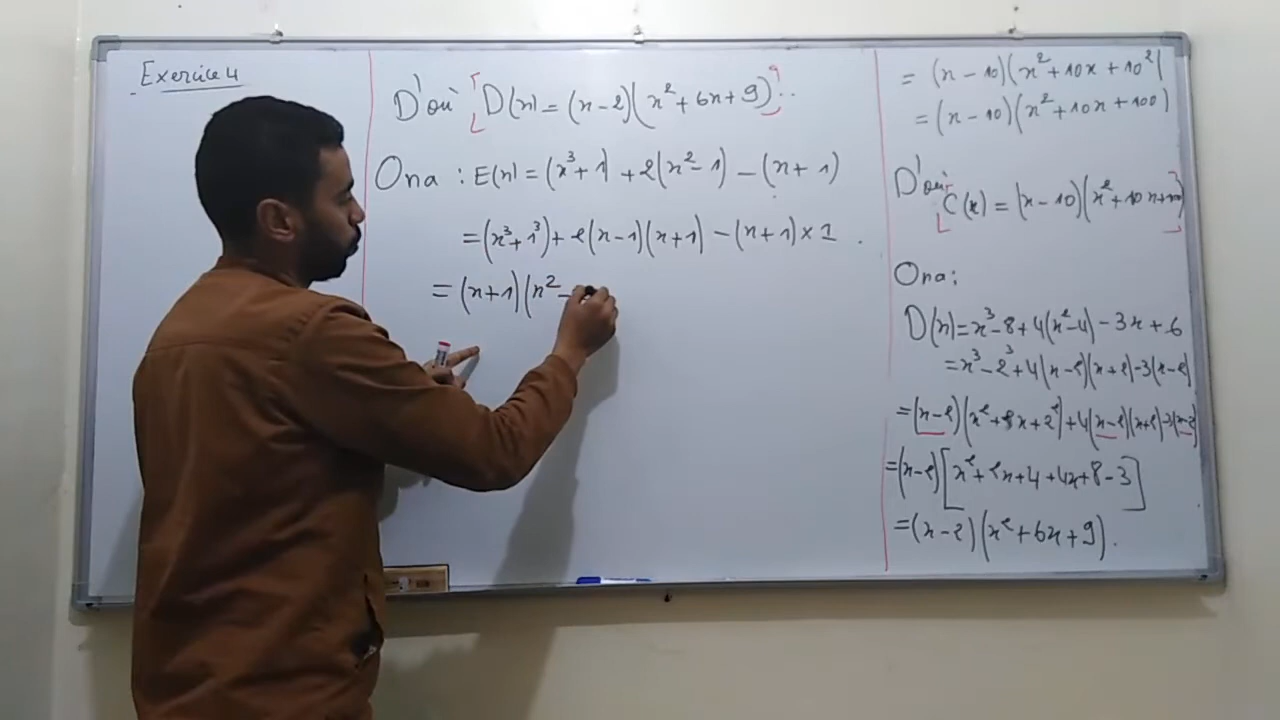 Exercice 4
D'où D(x) = (x-2)(x²+6x+9)
On a : E(x) = (x³+1) + 2(x²-1) - (x+1)
= (x³+1³) + 2(x-1)(x+1) - (x+1)×1
= (x+1)(x²-
= (x-10)(x²+10x+10²)
= (x-10)(x²+10x+100)
D'où C(x) = (x-10)(x²+10x+100)
On a :
D(x) = x³-8+4(x²-4)-3x+6
= x³-2³+4(x-2)(x+2)-3(x-2)
= (x-2)(x²+2x+2²)+4(x-2)(x+2)-3(x-2)
= (x-2)[x²+2x+4+4x+8-3]
= (x-2)(x²+6x+9).